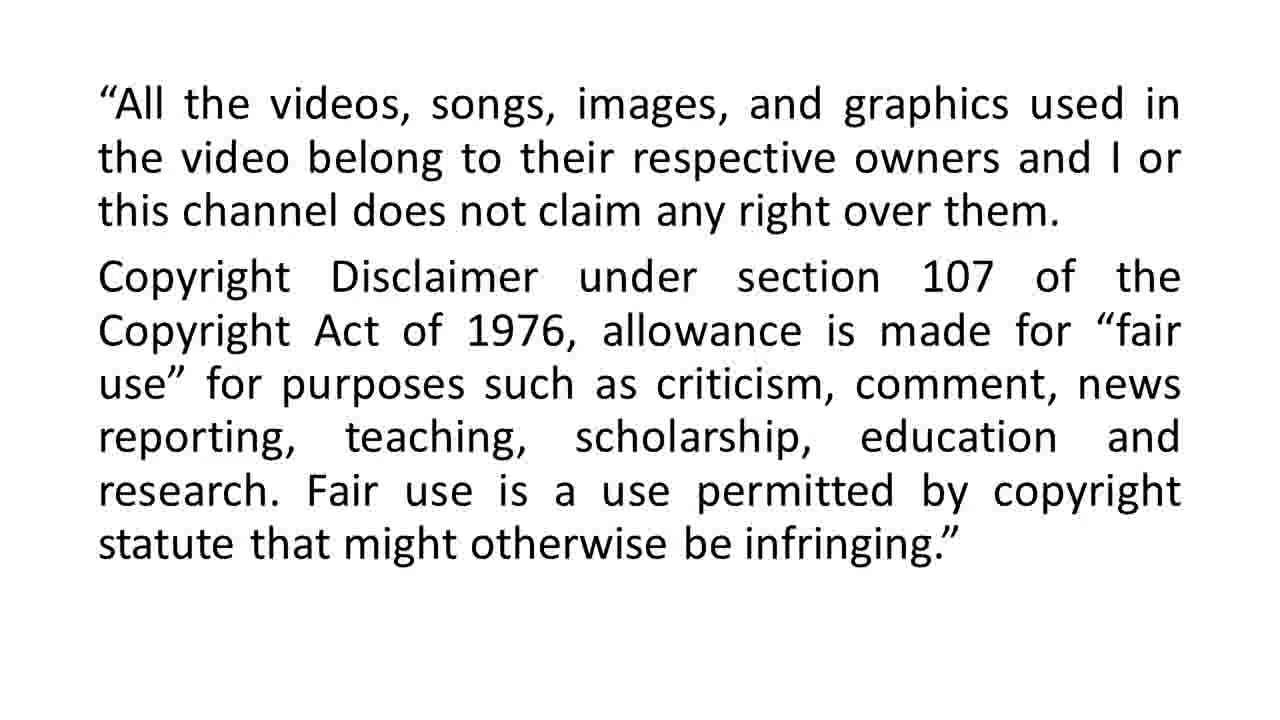 “All the videos, songs, images, and graphics used in
the video belong to their respective owners and I or
this channel does not claim any right over them.
Copyright Disclaimer under section 107 of the
Copyright Act of 1976, allowance is made for “fair
use” for purposes such as criticism, comment, news
reporting, teaching, scholarship, education and
research. Fair use is a use permitted by copyright
statute that might otherwise be infringing.”